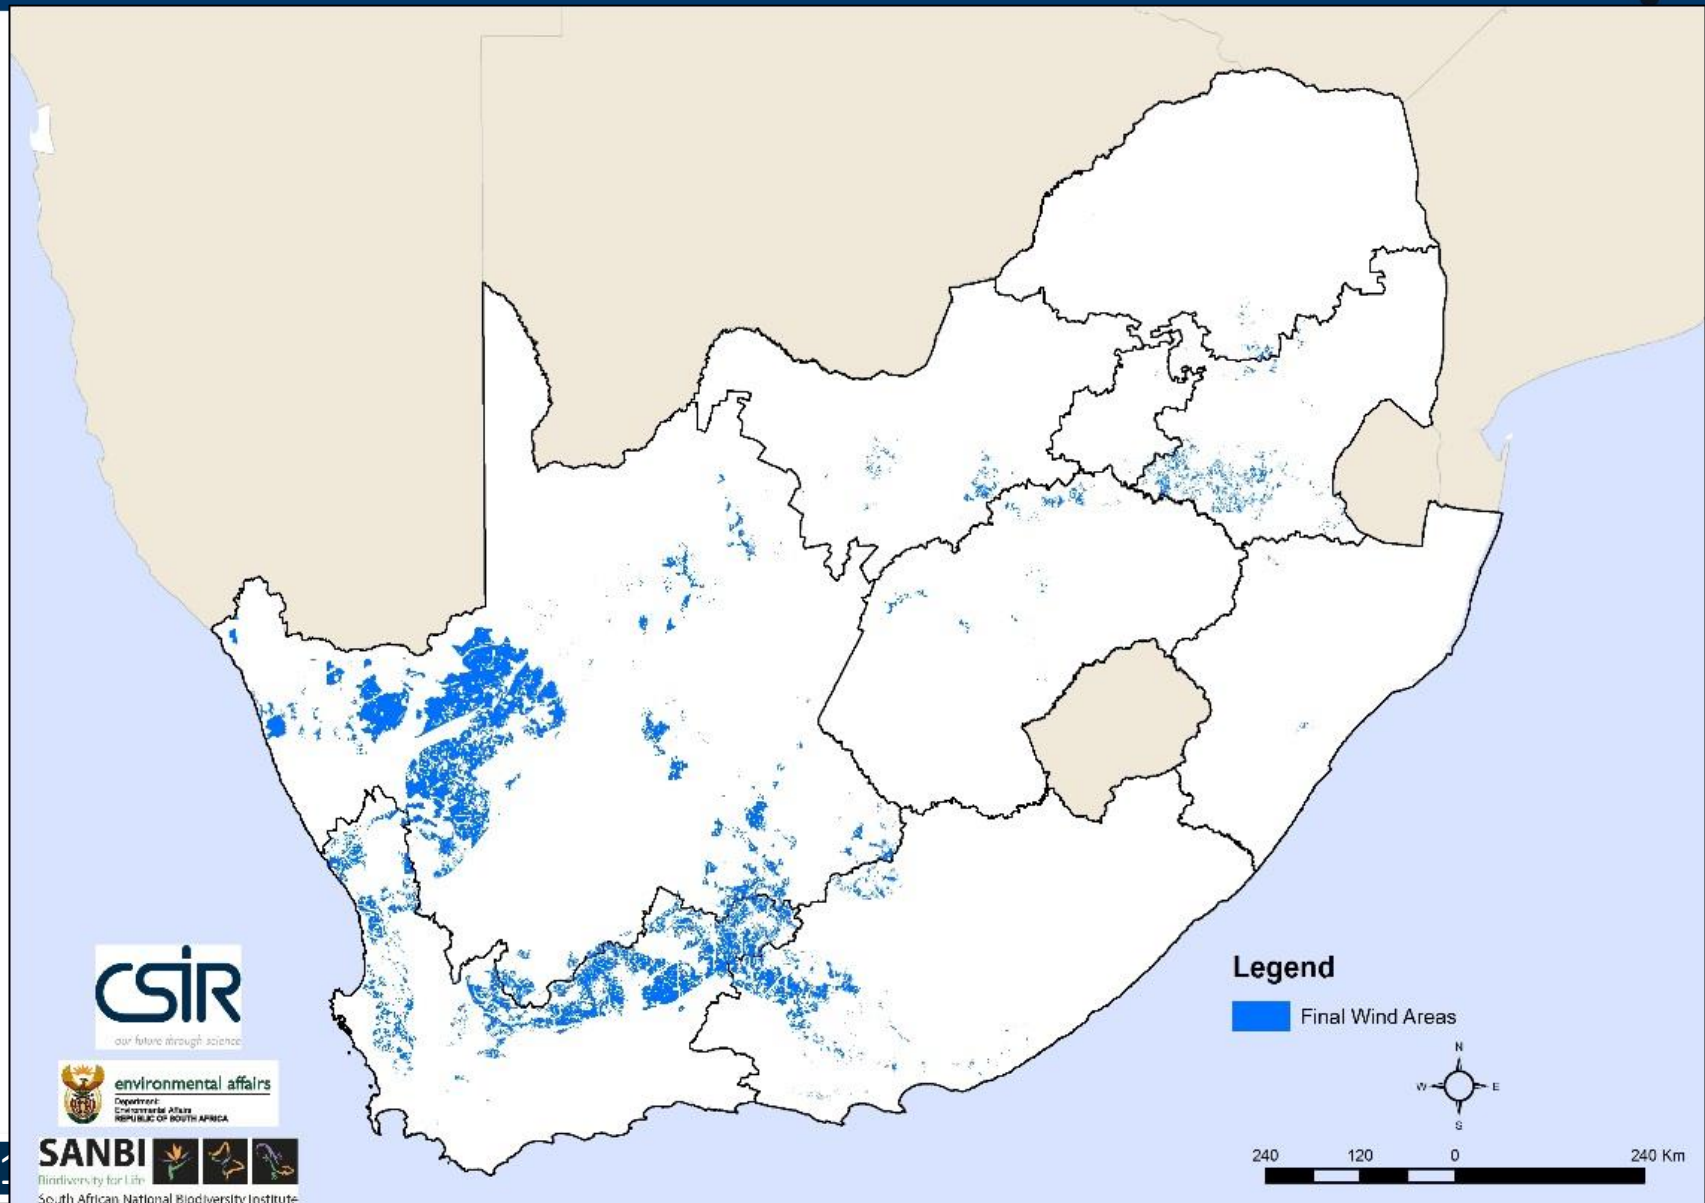 CSIR
our future through science
environmental affairs
Department:
Environmental Affairs
REPUBLIC OF SOUTH AFRICA
SANBI
Biodiversity for Life
South African National Biodiversity Institute
Legend
Final Wind Areas
N
W E
S
240 120 0 240 Km